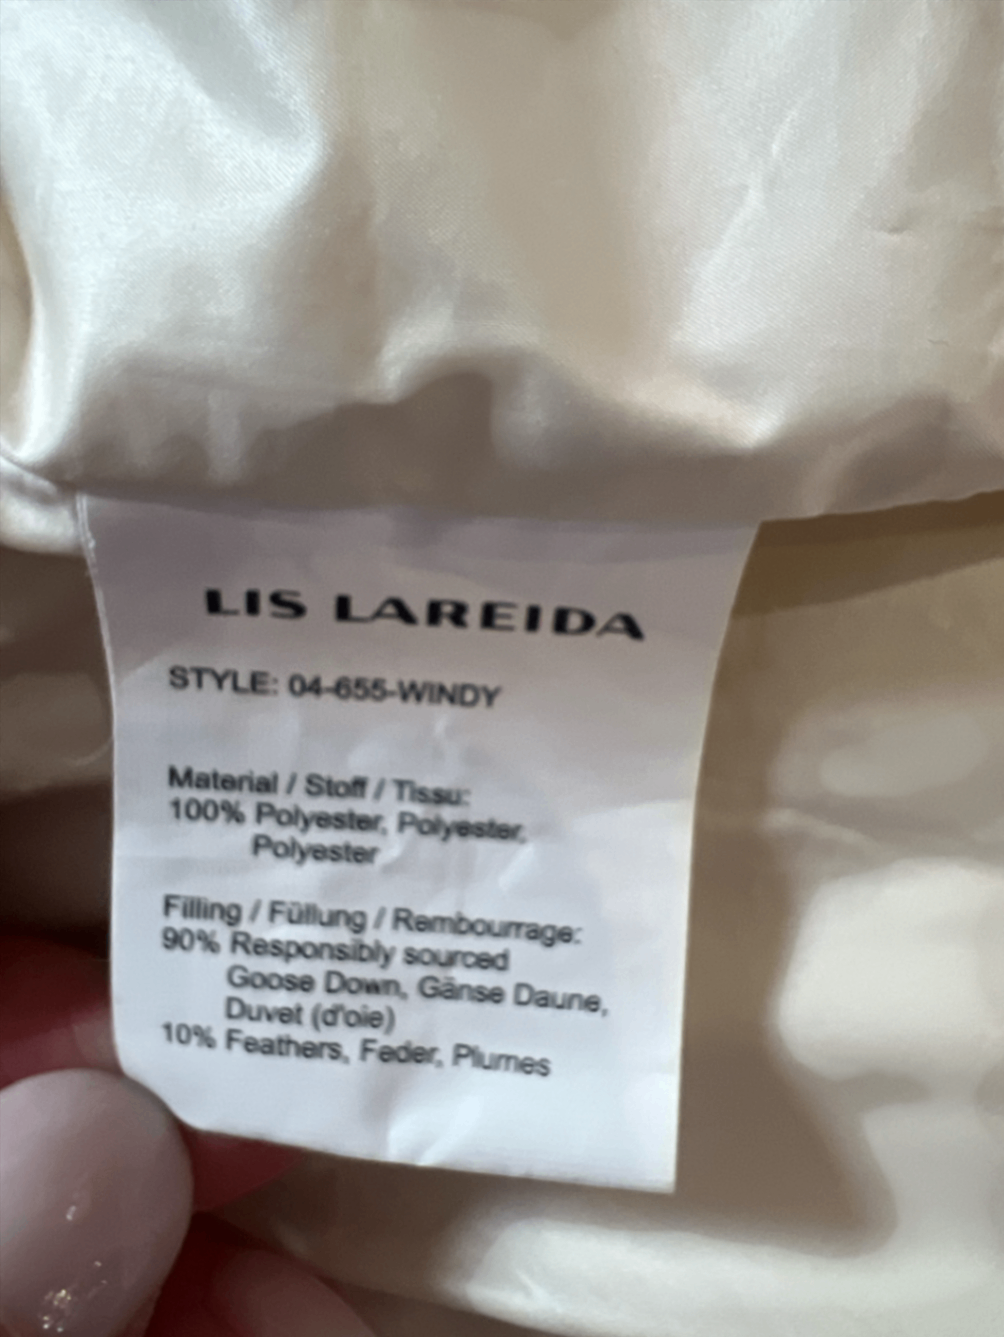 LIS LAREIDA
STYLE: 04-655-WINDY
Material / Stoff / Tissu:
100% Polyester, Polyester,
Polyester
Filling / Füllung / Rembourrage:
90% Responsibly sourced
Goose Down, Gänse Daune,
Duvet (d'oie)
10% Feathers, Feder, Plumes